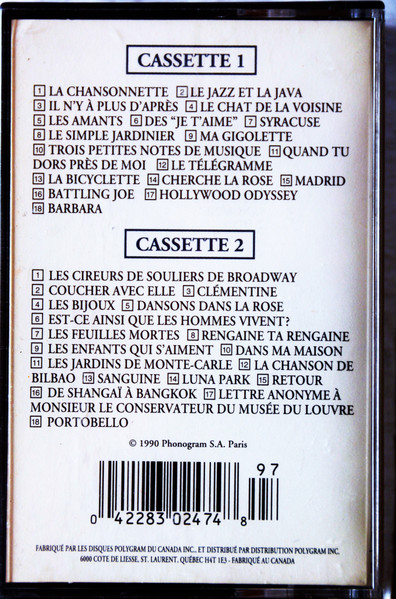 CASSETTE 1
1 LA CHANSONNETTE 2 LE JAZZ ET LA JAVA
3 IL N'Y À PLUS D'APRÈS 4 LE CHAT DE LA VOISINE
5 LES AMANTS 6 DES "JE T'AIME" 7 SYRACUSE
8 LE SIMPLE JARDINIER 9 MA GIGOLETTE
10 TROIS PETITES NOTES DE MUSIQUE 11 QUAND TU
DORS PRÈS DE MOI 12 LE TÉLÉGRAMME
13 LA BICYCLETTE 14 CHERCHE LA ROSE 15 MADRID
16 BATTLING JOE 17 HOLLYWOOD ODYSSEY
18 BARBARA
CASSETTE 2
1 LES CIREURS DE SOULIERS DE BROADWAY
2 COUCHER AVEC ELLE 3 CLÉMENTINE
4 LES BIJOUX 5 DANSONS DANS LA ROSE
6 EST-CE AINSI QUE LES HOMMES VIVENT?
7 LES FEUILLES MORTES 8 RENGAINE TA RENGAINE
9 LES ENFANTS QUI S'AIMENT 10 DANS MA MAISON
11 LES JARDINS DE MONTE-CARLE 12 LA CHANSON DE
BILBAO 13 SANGUINE 14 LUNA PARK 15 RETOUR
16 DE SHANGAÏ À BANGKOK 17 LETTRE ANONYME À
MONSIEUR LE CONSERVATEUR DU MUSÉE DU LOUVRE
18 PORTOBELLO
© 1990 Phonogram S.A. Paris
97
0 42283 02474 8
FABRIQUÉ PAR LES DISQUES POLYGRAM DU CANADA INC., ET DISTRIBUÉ PAR DISTRIBUTION POLYGRAM INC.
6000 COTE DE LIESSE, ST. LAURENT, QUÉBEC H4T 1E3 - FABRIQUÉ AU CANADA